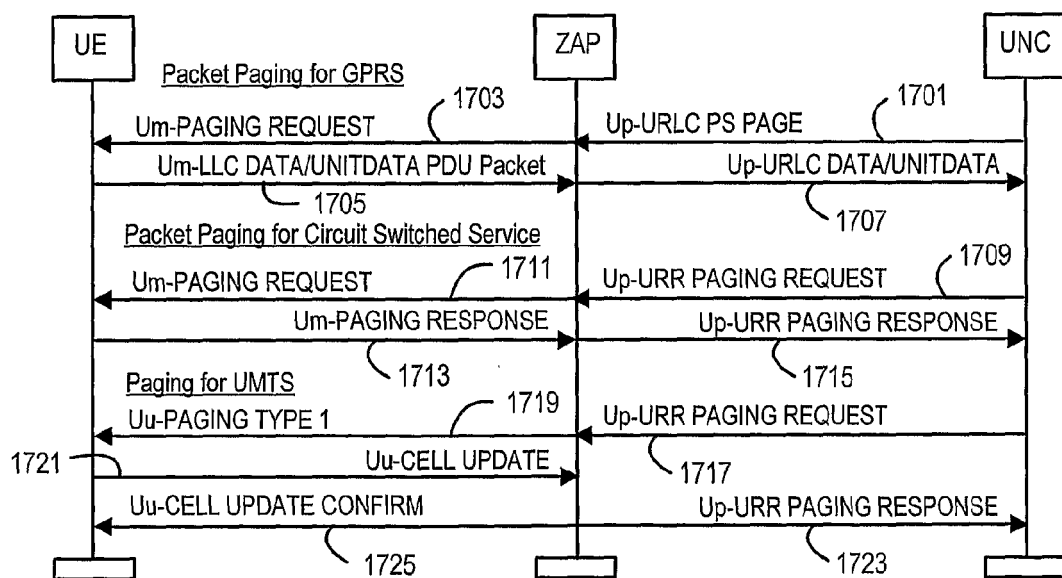 UE ZAP UNC
Packet Paging for GPRS
1703 1701
Um-PAGING REQUEST Up-URLC PS PAGE
Um-LLC DATA/UNITDATA PDU Packet Up-URLC DATA/UNITDATA
1705 1707
Packet Paging for Circuit Switched Service
1711 1709
Um-PAGING REQUEST Up-URR PAGING REQUEST
Um-PAGING RESPONSE Up-URR PAGING RESPONSE
1713 1715
Paging for UMTS
1719
Uu-PAGING TYPE 1 Up-URR PAGING REQUEST
1717
1721 Uu-CELL UPDATE
Uu-CELL UPDATE CONFIRM Up-URR PAGING RESPONSE
1725 1723